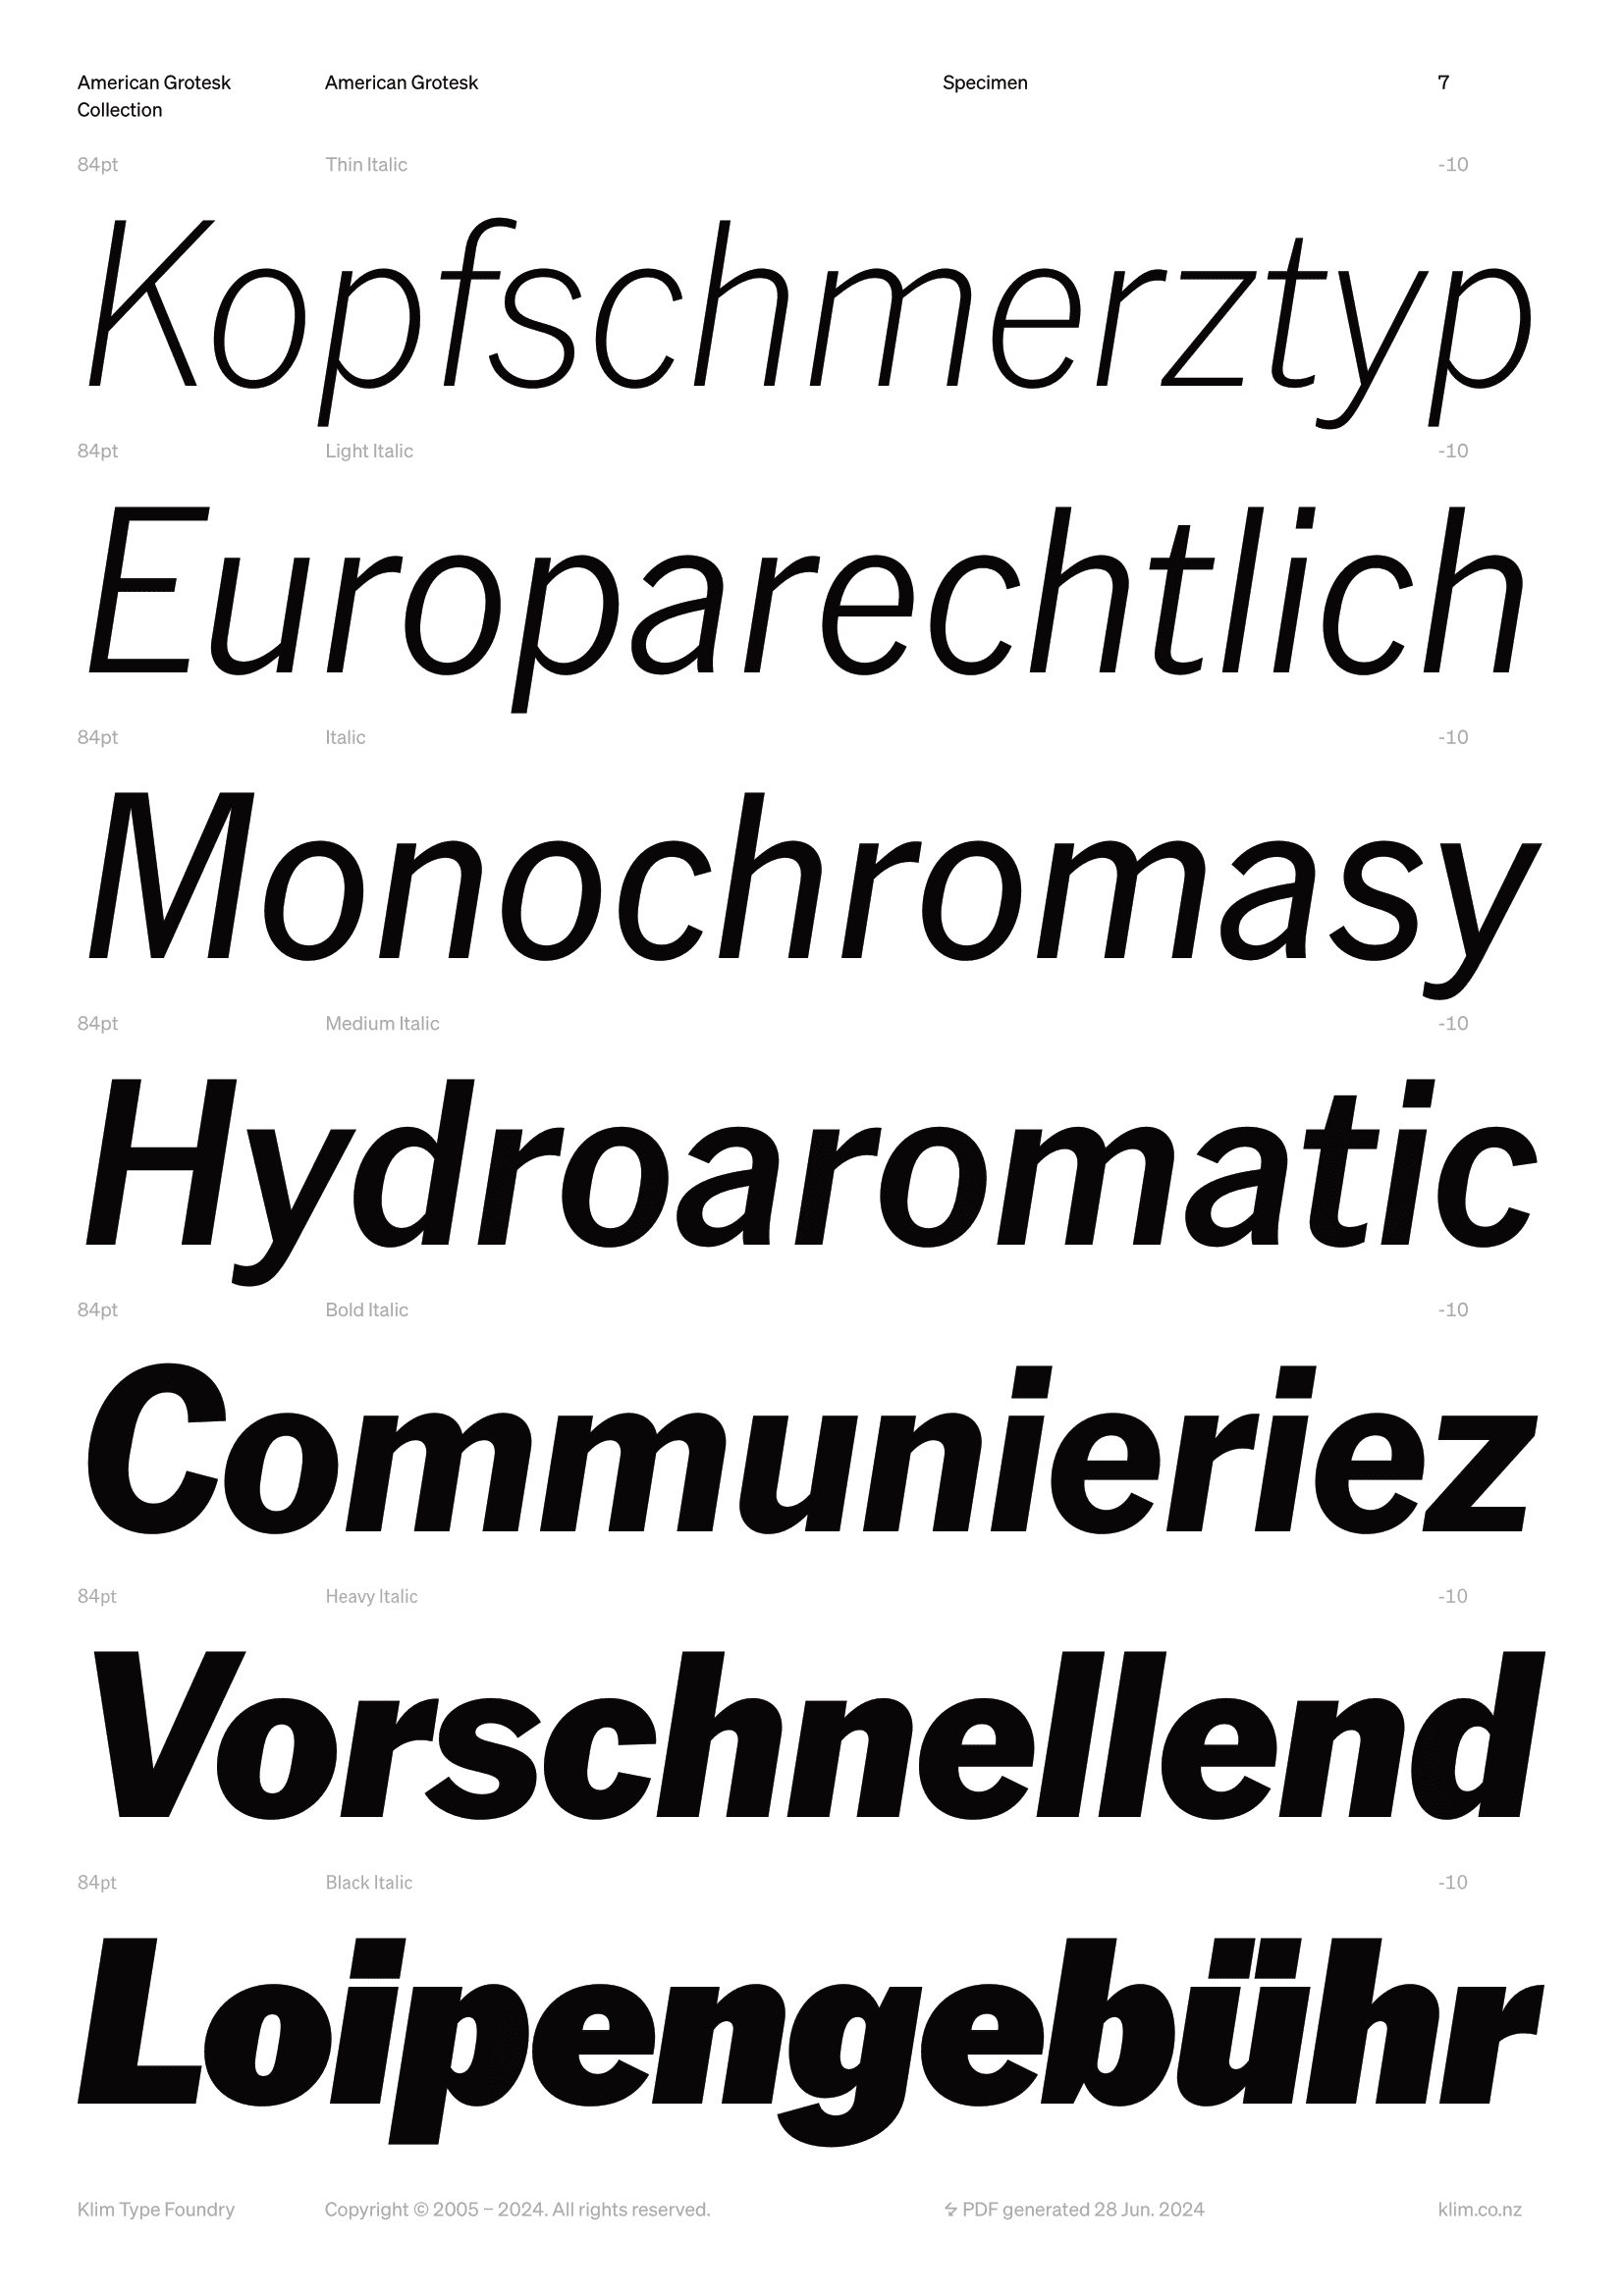 American Grotesk Collection American Grotesk Specimen 7
84pt Thin Italic -10
Kopfschmerztyp
84pt Light Italic -10
Europarechtlich
84pt Italic -10
Monochromasy
84pt Medium Italic -10
Hydroaromatic
84pt Bold Italic -10
Communieriez
84pt Heavy Italic -10
Vorschnellend
84pt Black Italic -10
Loipengebühr
Klim Type Foundry Copyright © 2005 – 2024. All rights reserved. PDF generated 28 Jun. 2024 klim.co.nz